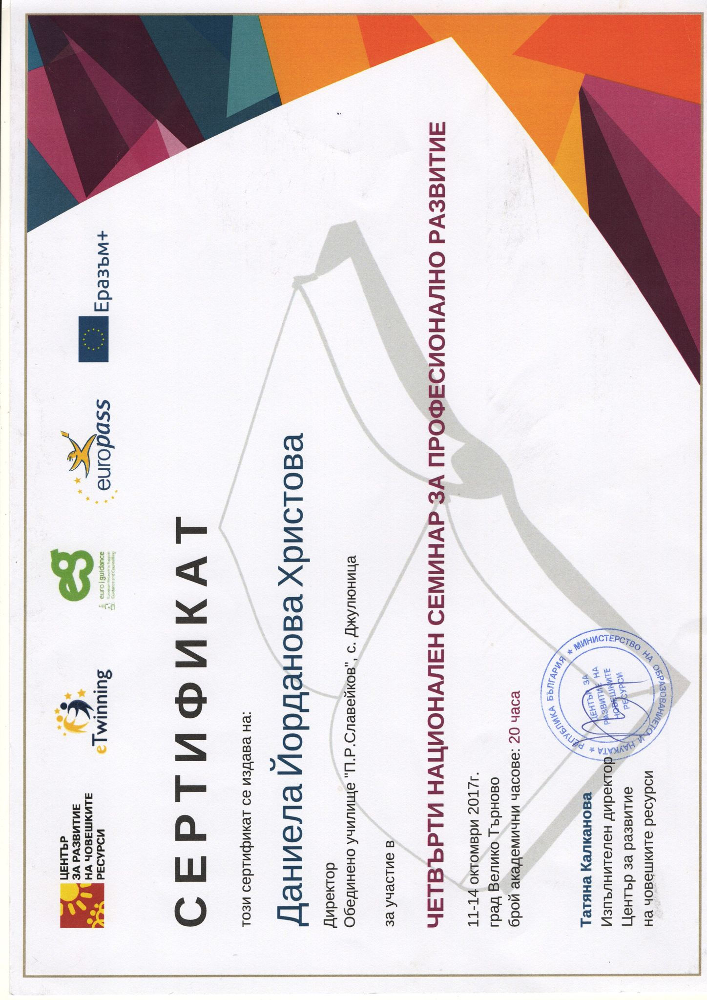 ЦЕНТЪР
ЗА РАЗВИТИЕ
НА ЧОВЕШКИТЕ
РЕСУРСИ
eTwinning
eg
euro|guidance
European Network to Support
Guidance and Counselling
europass
Еразъм+
СЕРТИФИКАТ
този сертификат се издава на:
Даниела Йорданова Христова
Директор
Обединено училище "П.Р.Славейков", с. Джулюница
за участие в
ЧЕТВЪРТИ НАЦИОНАЛЕН СЕМИНАР ЗА ПРОФЕСИОНАЛНО РАЗВИТИЕ
11-14 октомври 2017г.
град Велико Търново
брой академични часове: 20 часа
Татяна Калканова
Изпълнителен директор
Център за развитие
на човешките ресурси
РЕПУБЛИКА БЪЛГАРИЯ * МИНИСТЕРСТВО НА ОБРАЗОВАНИЕТО И НАУКАТА *
ЦЕНТЪР ЗА
РАЗВИТИЕ НА
ЧОВЕШКИТЕ
РЕСУРСИ